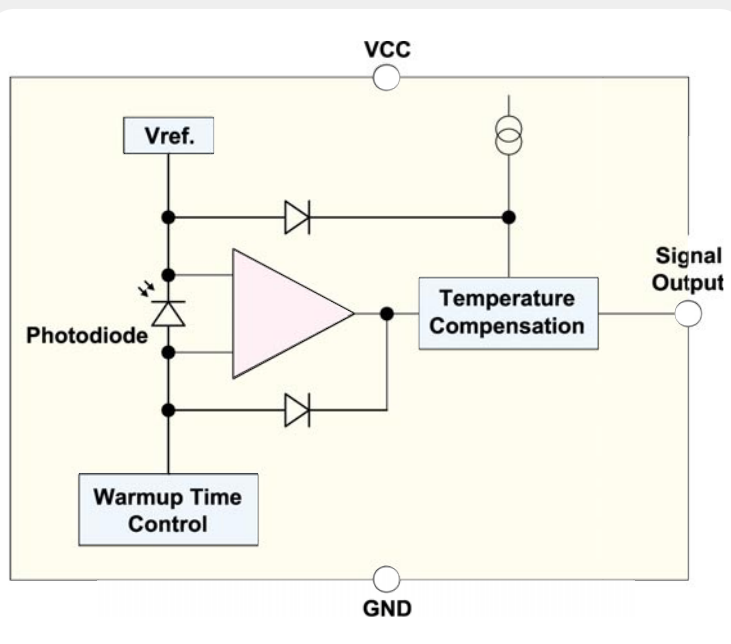 VCC
Vref.
Signal
Output
Temperature
Compensation
Photodiode
Warmup Time
Control
GND